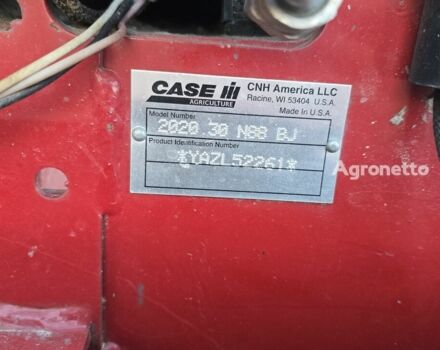 CASE IH
AGRICULTURE
CNH America LLC
Racine, WI 53404 U.S.A.
Made in U.S.A.
Model Number
2020 30 N88 BJ
Product Identification Number
*YAZL52261*
Agronetto